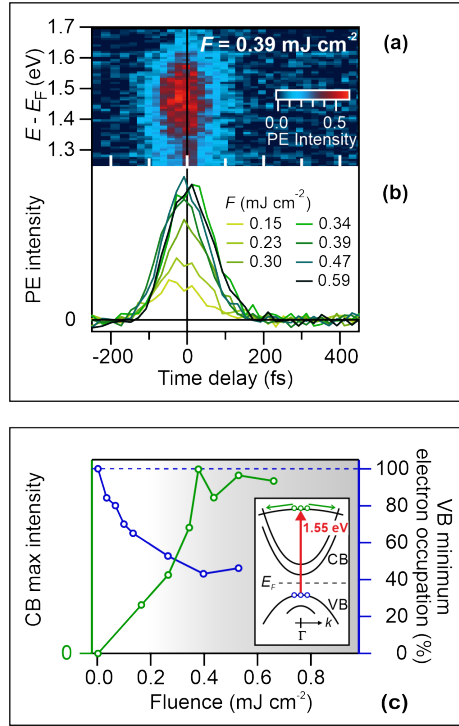 1.7
1.6
1.5
1.4
1.3
E - E_F (eV)
F = 0.39 mJ cm⁻²
(a)
0.0 0.5
PE Intensity
(b)
PE intensity
0
F (mJ cm⁻²)
0.15 0.34
0.23 0.39
0.30 0.47
0.59
-200 0 200 400
Time delay (fs)
CB max intensity
0
100
80
60
40
20
0
VB minimum
electron occupation (%)
1.55 eV
CB
E_F
VB
Γ k
0.0 0.2 0.4 0.6 0.8
Fluence (mJ cm⁻²)
(c)